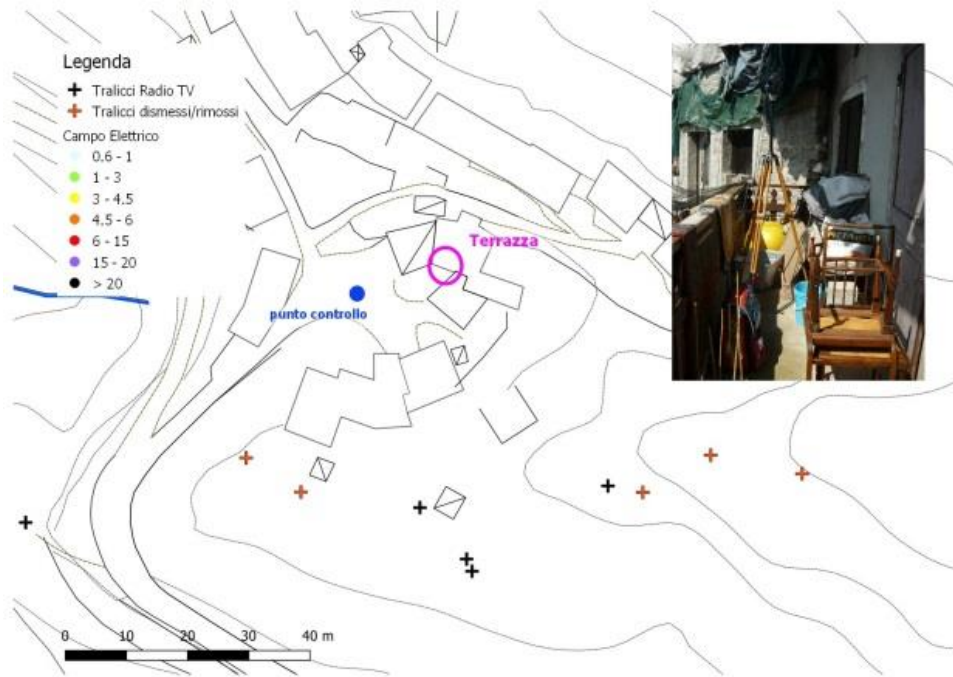 Legenda
Tralicci Radio TV
Tralicci dismessi/rimossi
Campo Elettrico
0.6 - 1
1 - 3
3 - 4.5
4.5 - 6
6 - 15
15 - 20
> 20
Terrazza
punto controllo
0 10 20 30 40 m